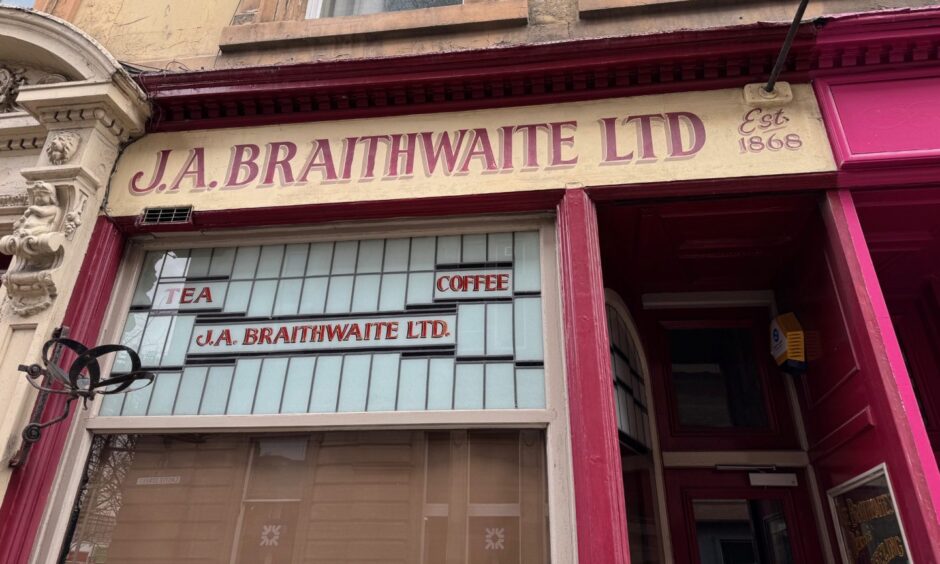 J.A. BRAITHWAITE LTD
Est
1868
TEA
COFFEE
J.A. BRAITHWAITE LTD.